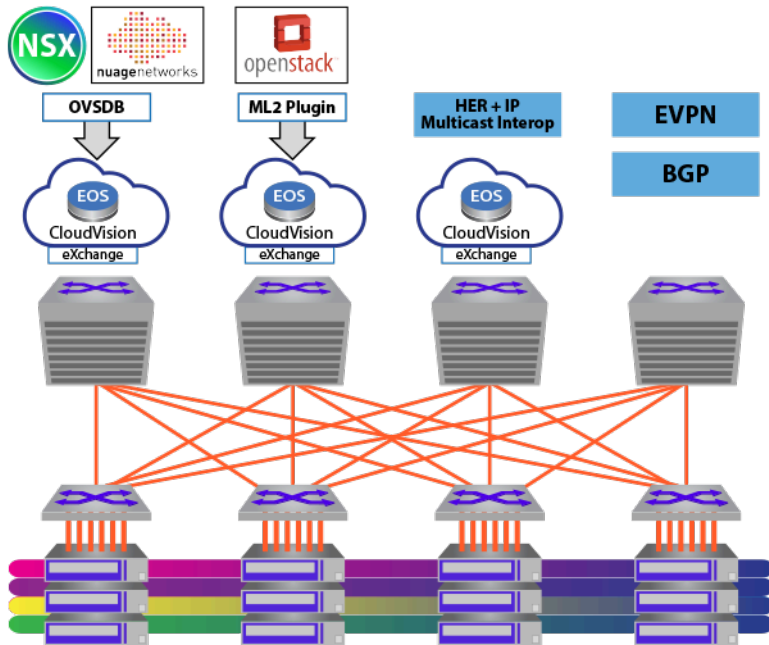 NSX
nuagenetworks
openstack™
OVSDB
ML2 Plugin
HER + IP
Multicast Interop
EVPN
BGP
EOS
CloudVision
eXchange
EOS
CloudVision
eXchange
EOS
CloudVision
eXchange